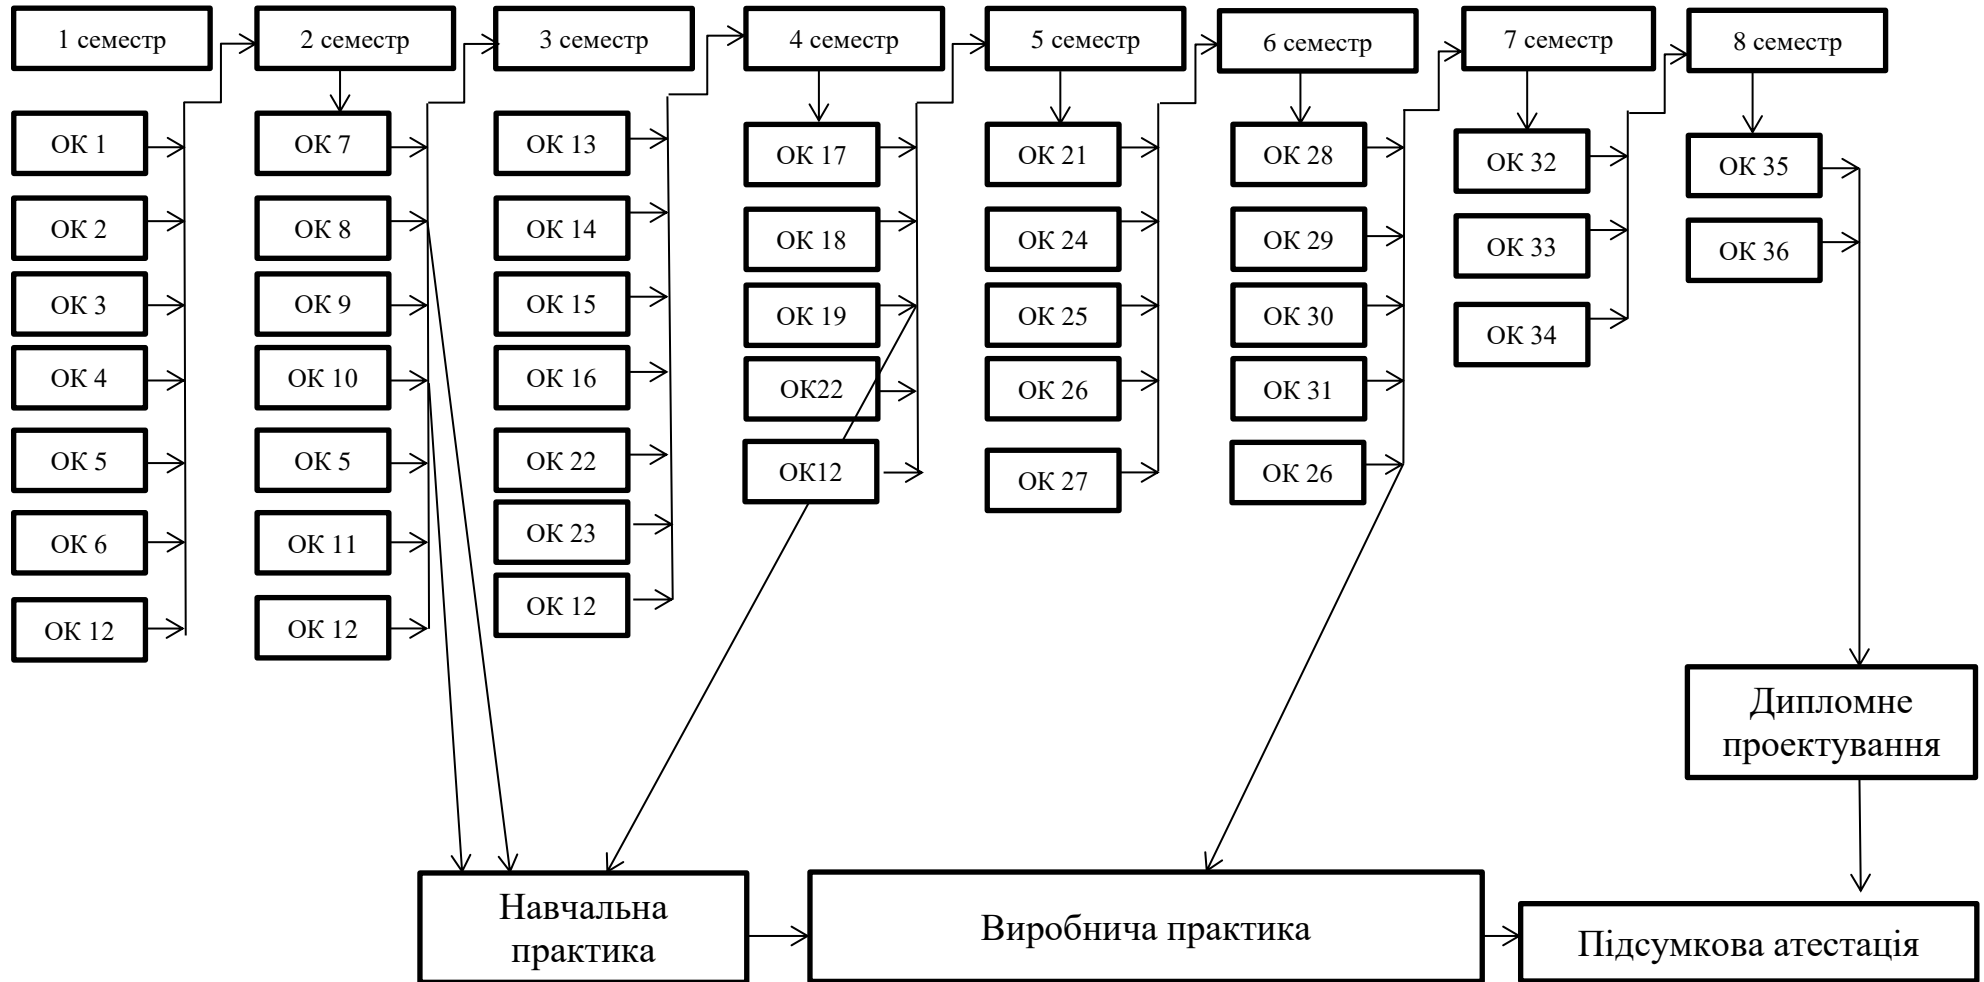 1 семестр
2 семестр
3 семестр
4 семестр
5 семестр
6 семестр
7 семестр
8 семестр
ОК 1
ОК 2
ОК 3
ОК 4
ОК 5
ОК 6
ОК 12
ОК 7
ОК 8
ОК 9
ОК 10
ОК 5
ОК 11
ОК 12
ОК 13
ОК 14
ОК 15
ОК 16
ОК 22
ОК 23
ОК 12
ОК 17
ОК 18
ОК 19
ОК22
ОК12
ОК 21
ОК 24
ОК 25
ОК 26
ОК 27
ОК 28
ОК 29
ОК 30
ОК 31
ОК 26
ОК 32
ОК 33
ОК 34
ОК 35
ОК 36
Дипломне
проектування
Навчальна
практика
Виробнича практика
Підсумкова атестація